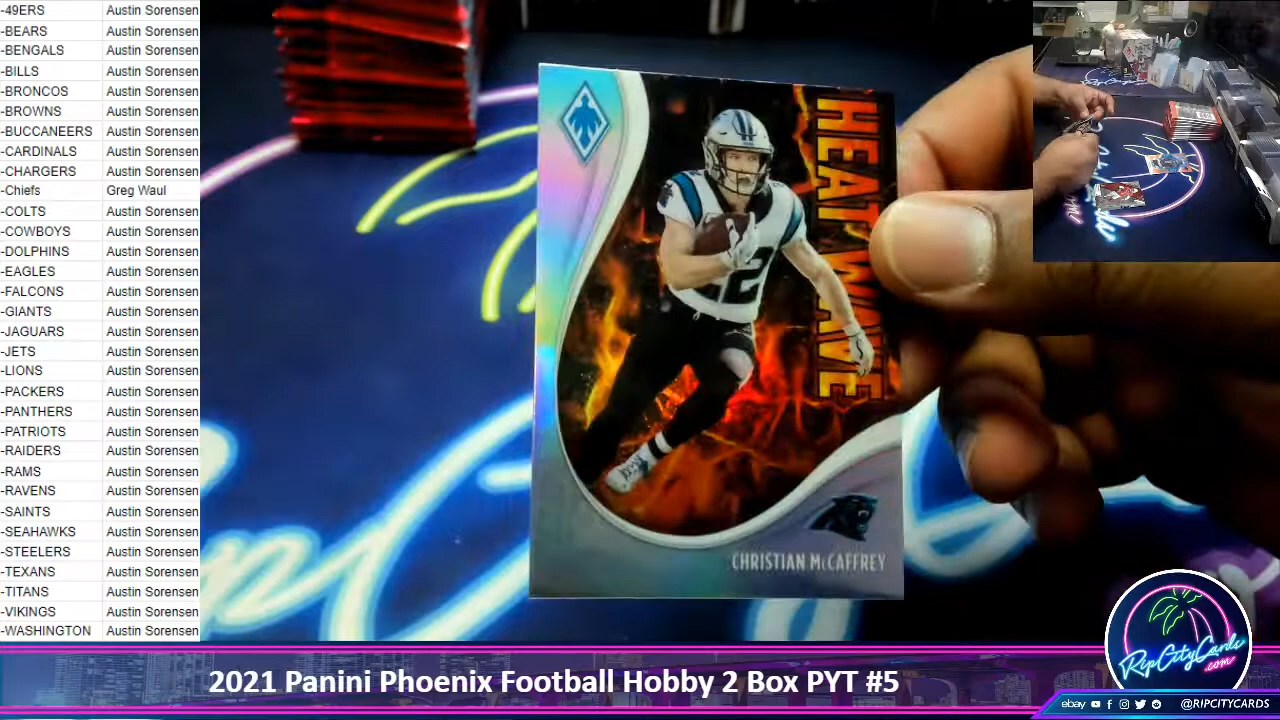 -49ERS Austin Sorensen
-BEARS Austin Sorensen
-BENGALS Austin Sorensen
-BILLS Austin Sorensen
-BRONCOS Austin Sorensen
-BROWNS Austin Sorensen
-BUCCANEERS Austin Sorensen
-CARDINALS Austin Sorensen
-CHARGERS Austin Sorensen
-Chiefs Greg Waul
-COLTS Austin Sorensen
-COWBOYS Austin Sorensen
-DOLPHINS Austin Sorensen
-EAGLES Austin Sorensen
-FALCONS Austin Sorensen
-GIANTS Austin Sorensen
-JAGUARS Austin Sorensen
-JETS Austin Sorensen
-LIONS Austin Sorensen
-PACKERS Austin Sorensen
-PANTHERS Austin Sorensen
-PATRIOTS Austin Sorensen
-RAIDERS Austin Sorensen
-RAMS Austin Sorensen
-RAVENS Austin Sorensen
-SAINTS Austin Sorensen
-SEAHAWKS Austin Sorensen
-STEELERS Austin Sorensen
-TEXANS Austin Sorensen
-TITANS Austin Sorensen
-VIKINGS Austin Sorensen
-WASHINGTON Austin Sorensen
HEAT WAVE
22
CHRISTIAN McCAFFREY
RipCityCards
.com
2021 Panini Phoenix Football Hobby 2 Box PYT #5
ebay
@RIPCITYCARDS